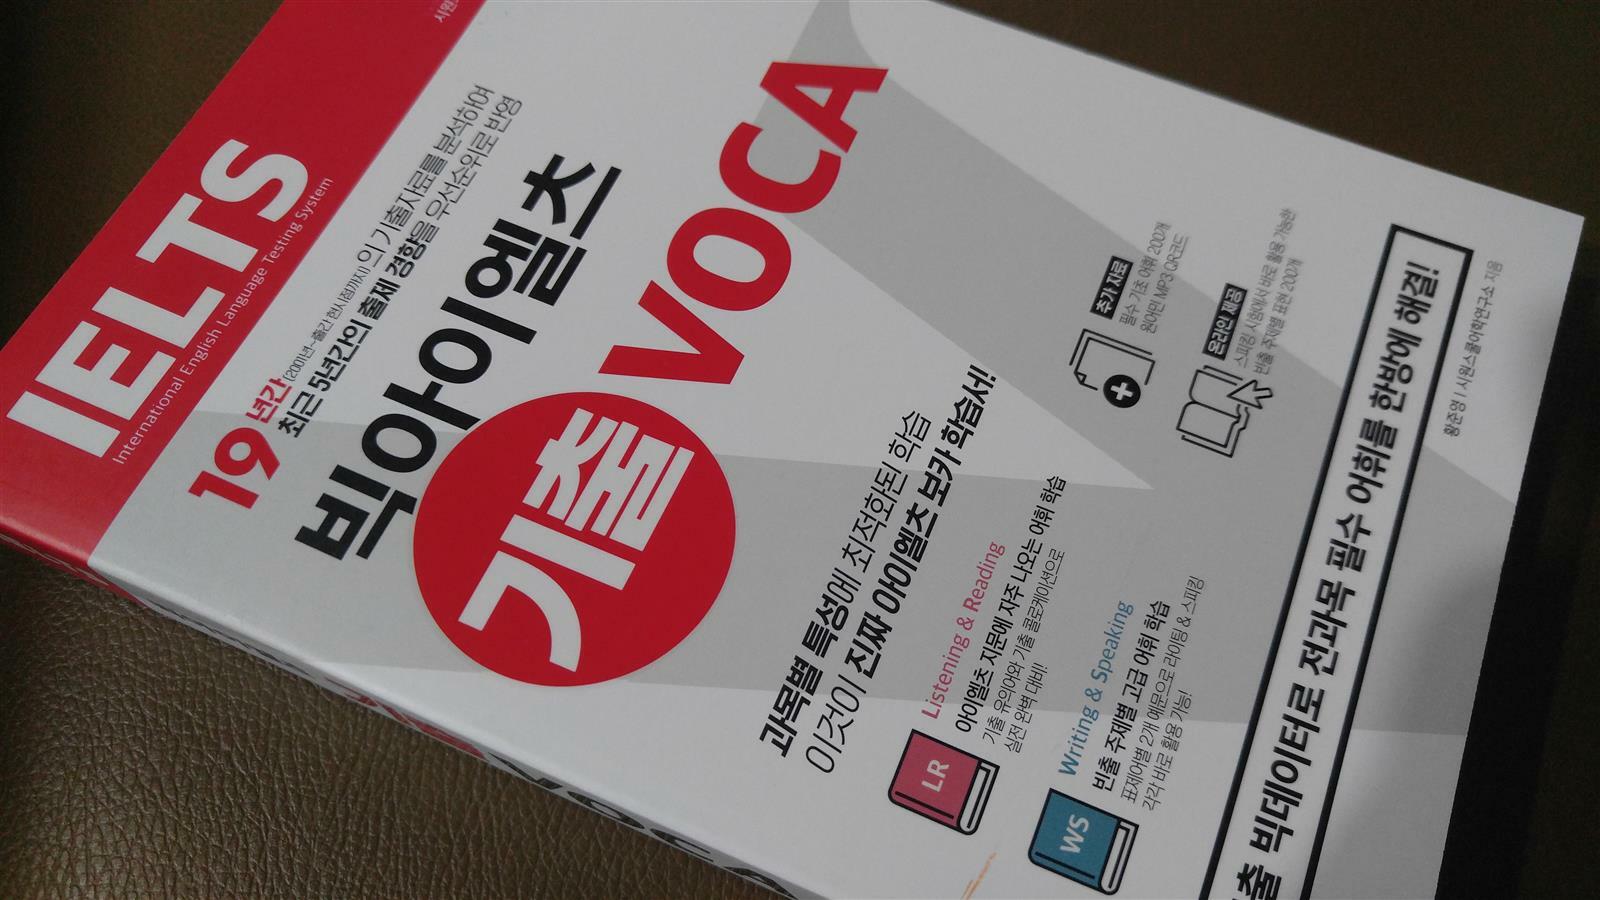 시원
IELTS
International English Language Testing System
19년간 (2001년~출간 현시점까지)의 기출자료를 분석하여
최근 5년간의 출제 경향을 우선순위로 반영
빅아이엘츠
기출 VOCA
과목별 특성에 최적화된 학습
이것이 진짜 아이엘츠 보카 학습서!!
LR
Listening & Reading
아이엘츠 지문에 자주 나오는 어휘 학습
기출 유의어와 기출 콜로케이션으로
실전 완벽 대비!
WS
Writing & Speaking
빈출 주제별 고급 어휘 학습
표제어별 2개 예문으로 라이팅 & 스피킹
각각 바로 활용 가능!
추가 자료
필수 기초 어휘 200개
원어민 MP3 QR코드
온라인 제공
스피킹 시험에서 바로 활용 가능한
빈출 주제별 표현 200개
기출 빅데이터로 전과목 필수 어휘를 한방에 해결!
황준영 | 시원스쿨어학연구소 지음
VOCA